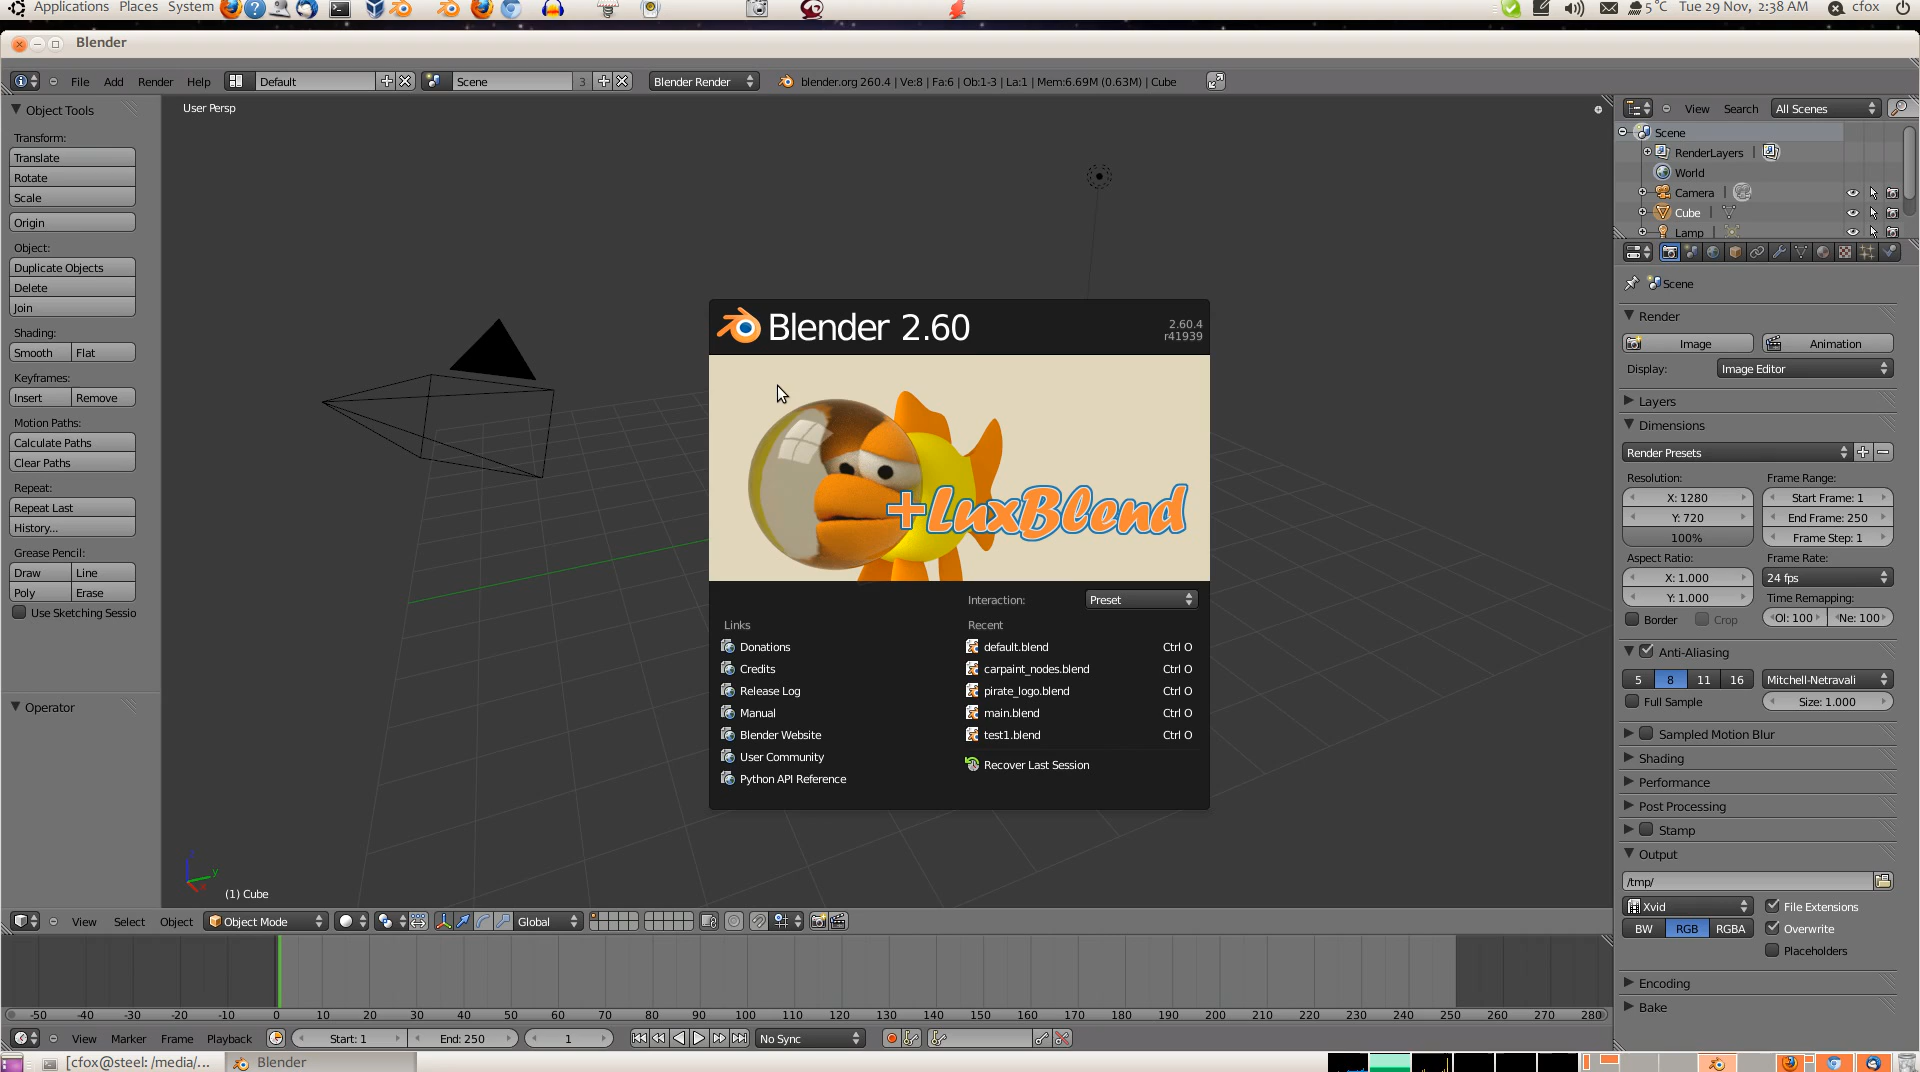 Applications Places System
5°C Tue 29 Nov, 2:38 AM cfox
Blender
File Add Render Help Default Scene 3 Blender Render blender.org 260.4 | Ve:8 | Fa:6 | Ob:1-3 | La:1 | Mem:6.69M (0.63M) | Cube
Object Tools
Transform:
Translate
Rotate
Scale
Origin
Object:
Duplicate Objects
Delete
Join
Shading:
Smooth Flat
Keyframes:
Insert Remove
Motion Paths:
Calculate Paths
Clear Paths
Repeat:
Repeat Last
History...
Grease Pencil:
Draw Line
Poly Erase
Use Sketching Sessio
Operator
User Persp
Blender 2.60
2.60.4
r41939
+LuxBlend
Interaction: Preset
Links
Donations
Credits
Release Log
Manual
Blender Website
User Community
Python API Reference
Recent
default.blend Ctrl O
carpaint_nodes.blend Ctrl O
pirate_logo.blend Ctrl O
main.blend Ctrl O
test1.blend Ctrl O
Recover Last Session
y
(1) Cube
View Select Object Object Mode Global
View Search All Scenes
Scene
RenderLayers |
World
Camera |
Cube |
Lamp |
Scene
Render
Image Animation
Display: Image Editor
Layers
Dimensions
Render Presets
Resolution: Frame Range:
X: 1280 Start Frame: 1
Y: 720 End Frame: 250
100% Frame Step: 1
Aspect Ratio: Frame Rate:
X: 1.000 24 fps
Y: 1.000 Time Remapping:
Border Crop Ol: 100 Ne: 100
Anti-Aliasing
5 8 11 16 Mitchell-Netravali
Full Sample Size: 1.000
Sampled Motion Blur
Shading
Performance
Post Processing
Stamp
Output
/tmp/
Xvid File Extensions
BW RGB RGBA Overwrite
Placeholders
Encoding
Bake
-50 -40 -30 -20 -10 0 10 20 30 40 50 60 70 80 90 100 110 120 130 140 150 160 170 180 190 200 210 220 230 240 250 260 270 280
View Marker Frame Playback Start: 1 End: 250 1 No Sync
[cfox@steel: /media/... Blender